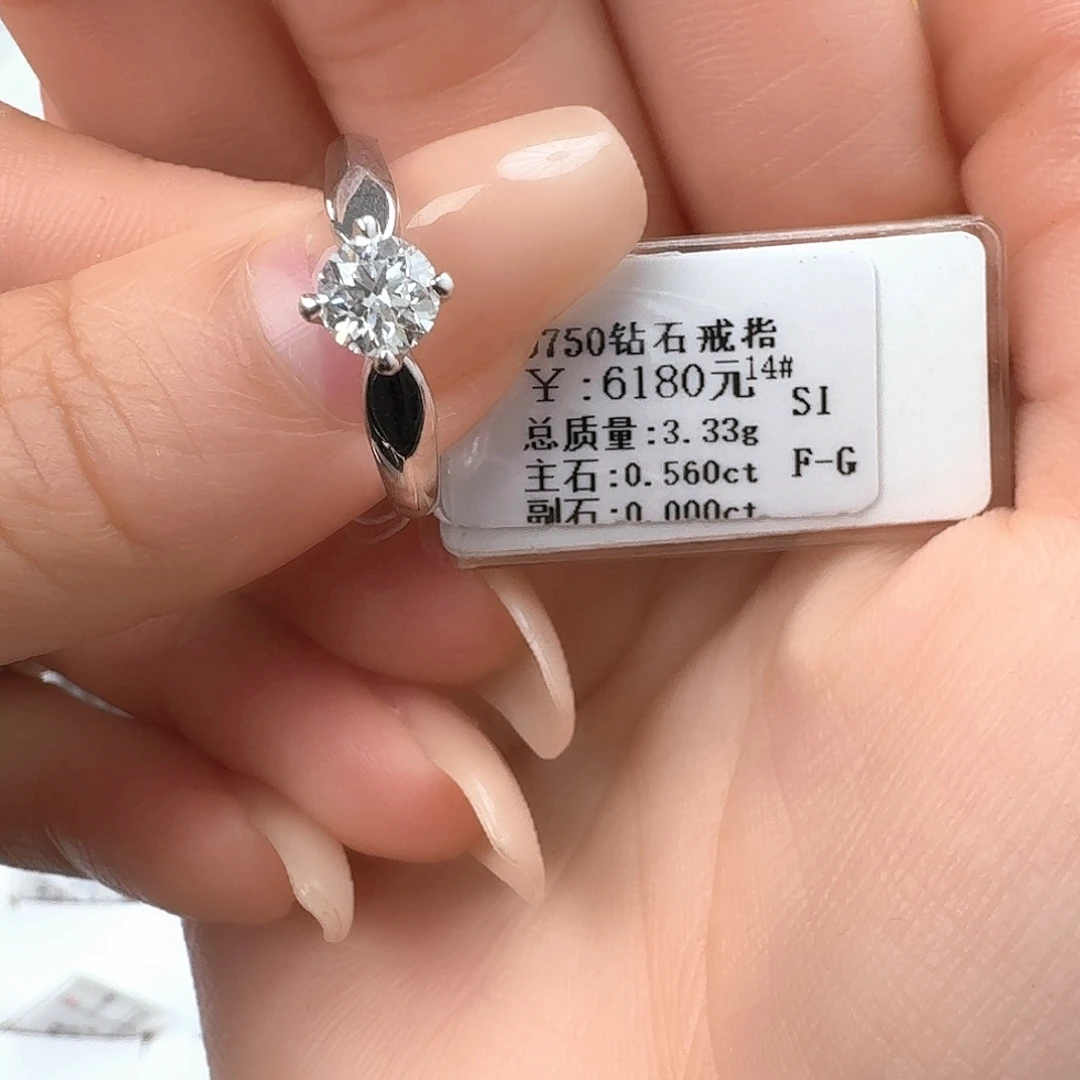 750钻石戒指
￥:6180元14#
SI
总质量:3.33g
主石:0.560ct F-G
副石:0.000ct